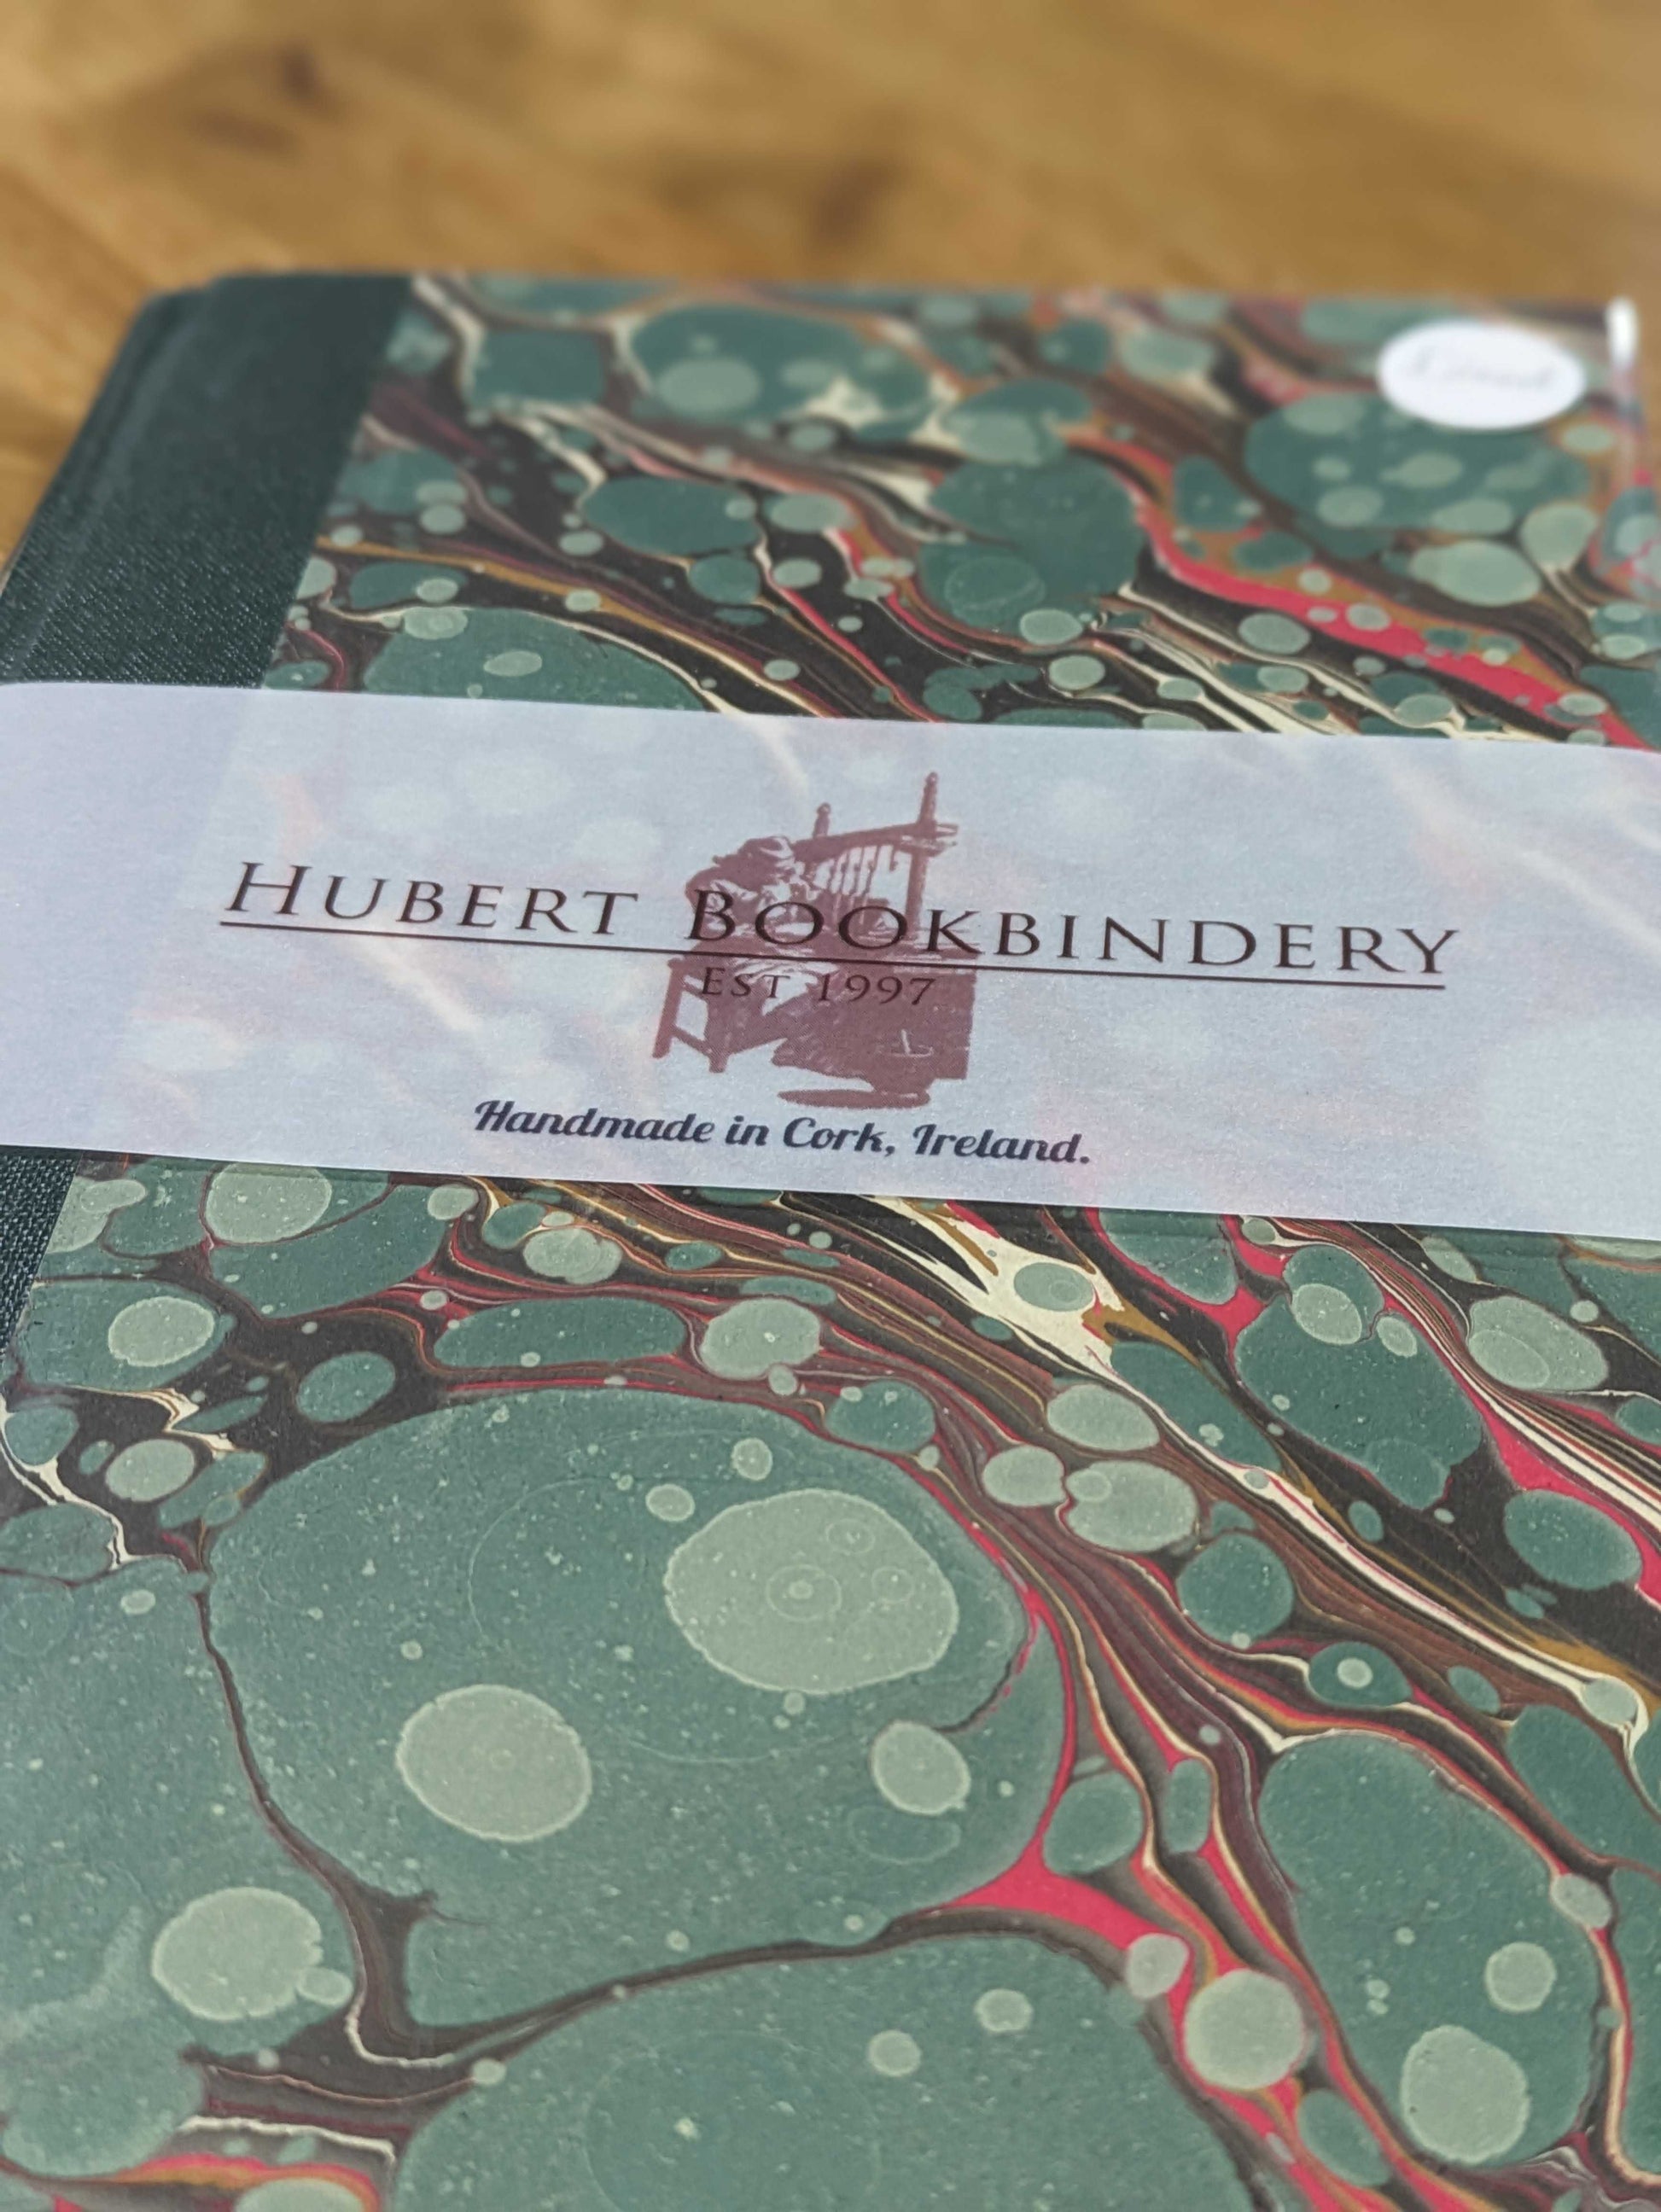 HUBERT BOOKBINDERY
EST 1997
Handmade in Cork, Ireland.